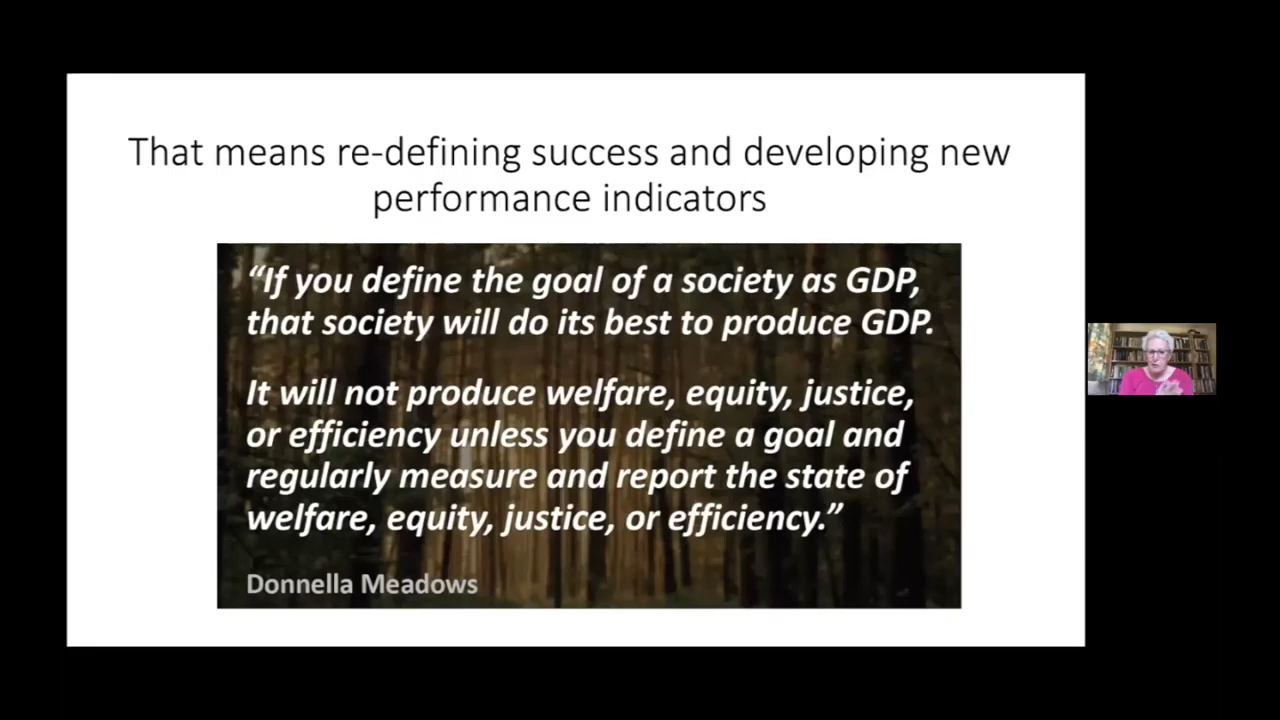 That means re-defining success and developing new
performance indicators
“If you define the goal of a society as GDP,
that society will do its best to produce GDP.
It will not produce welfare, equity, justice,
or efficiency unless you define a goal and
regularly measure and report the state of
welfare, equity, justice, or efficiency.”
Donnella Meadows